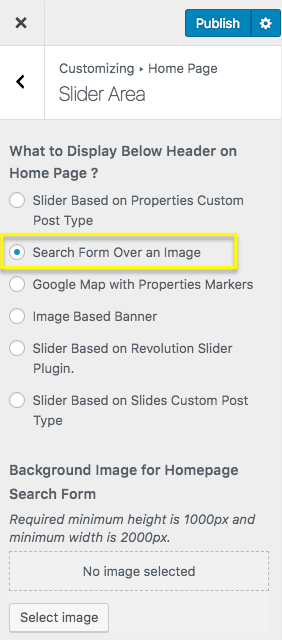 Publish
Customizing ▸ Home Page
Slider Area
What to Display Below Header on
Home Page ?
Slider Based on Properties Custom
Post Type
Search Form Over an Image
Google Map with Properties Markers
Image Based Banner
Slider Based on Revolution Slider
Plugin.
Slider Based on Slides Custom Post
Type
Background Image for Homepage
Search Form
Required minimum height is 1000px and
minimum width is 2000px.
No image selected
Select image